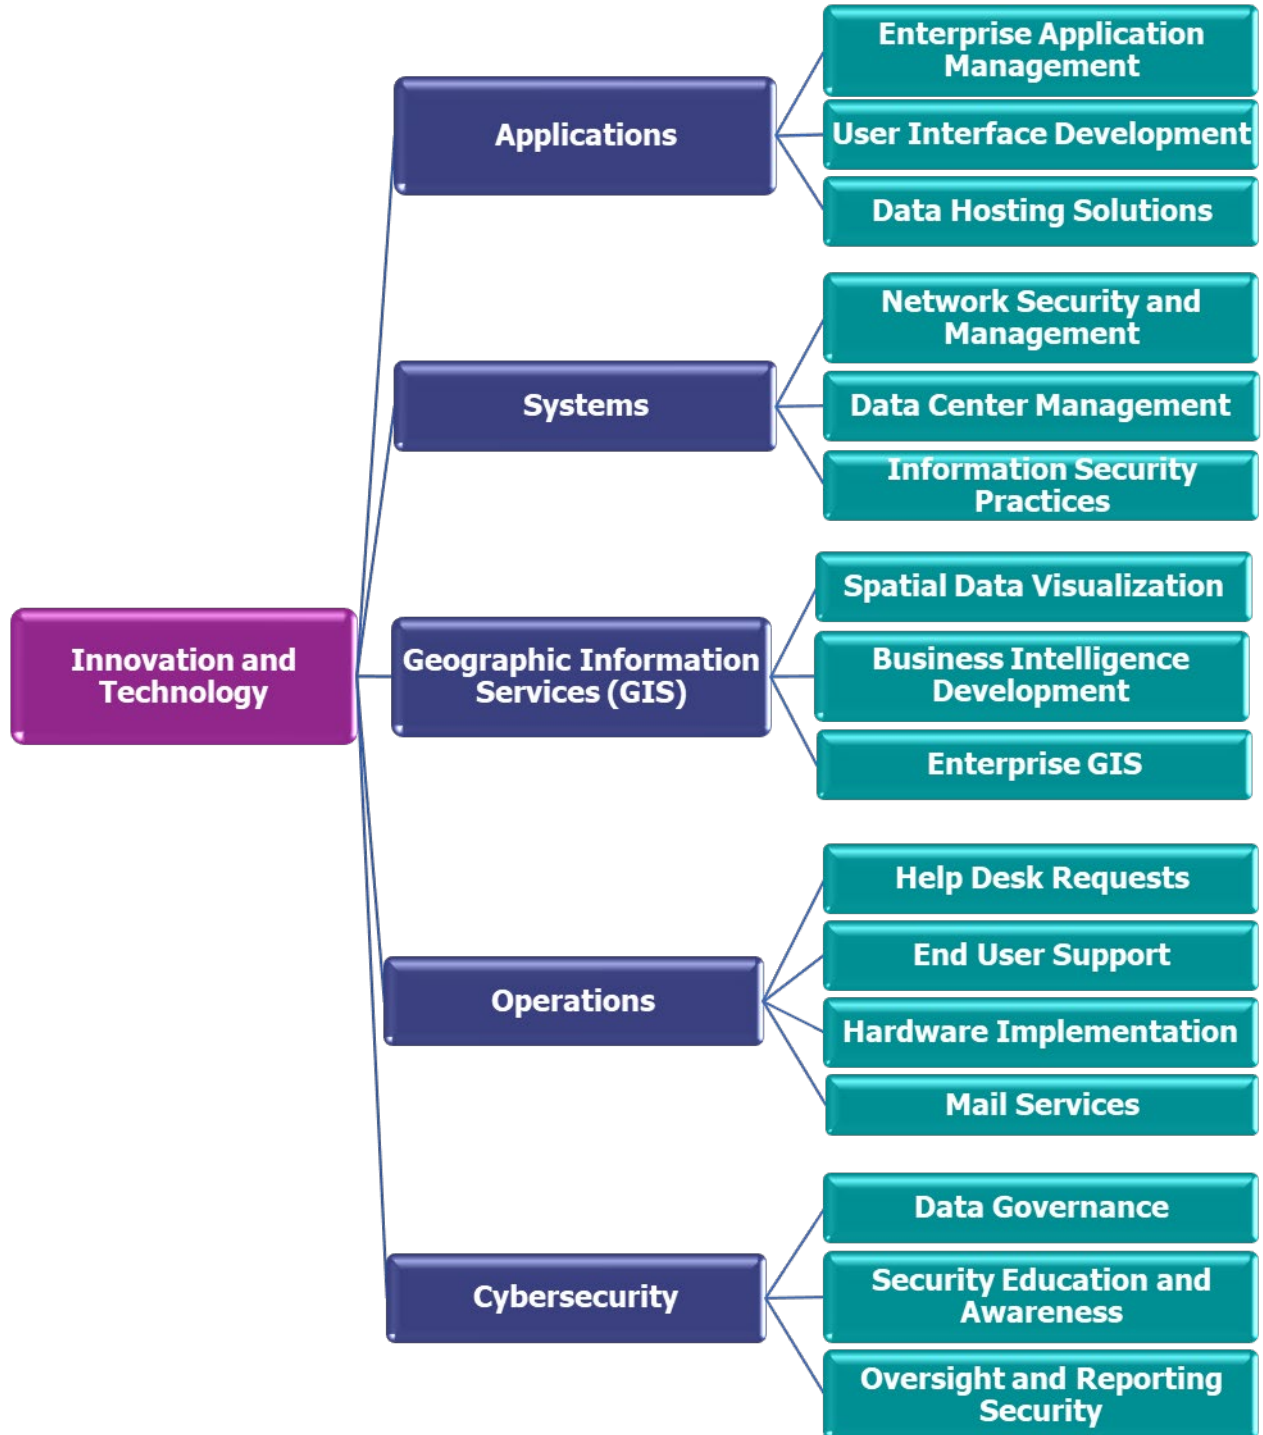 Enterprise Application
Management
Applications
User Interface Development
Data Hosting Solutions
Network Security and
Management
Systems
Data Center Management
Information Security
Practices
Spatial Data Visualization
Innovation and
Technology
Geographic Information
Services (GIS)
Business Intelligence
Development
Enterprise GIS
Help Desk Requests
End User Support
Operations
Hardware Implementation
Mail Services
Data Governance
Cybersecurity
Security Education and
Awareness
Oversight and Reporting
Security